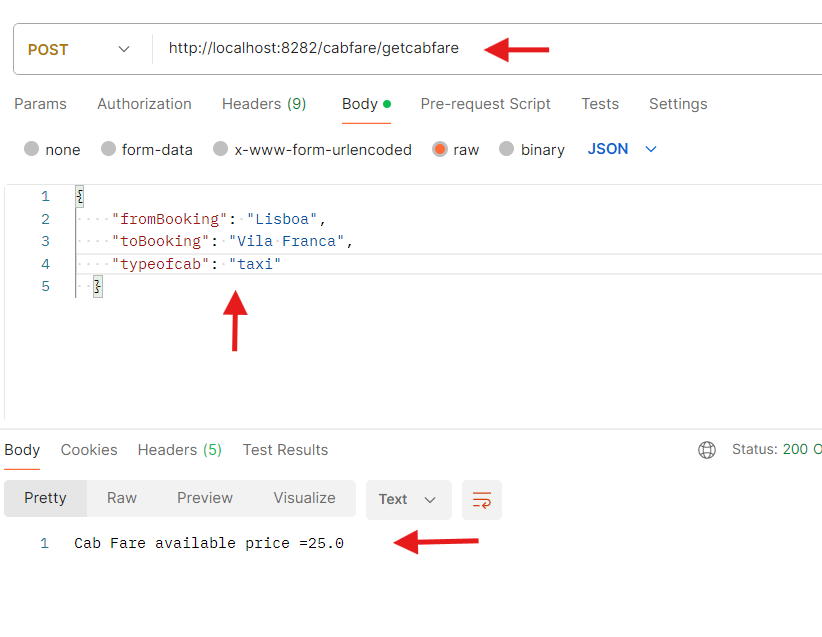 POST http://localhost:8282/cabfare/getcabfare
Params Authorization Headers (9) Body Pre-request Script Tests Settings
none form-data x-www-form-urlencoded raw binary JSON
1 {
2 "fromBooking": "Lisboa",
3 "toBooking": "Vila Franca",
4 "typeofcab": "taxi"
5 }
Body Cookies Headers (5) Test Results Status: 200 O
Pretty Raw Preview Visualize Text
1 Cab Fare available price =25.0